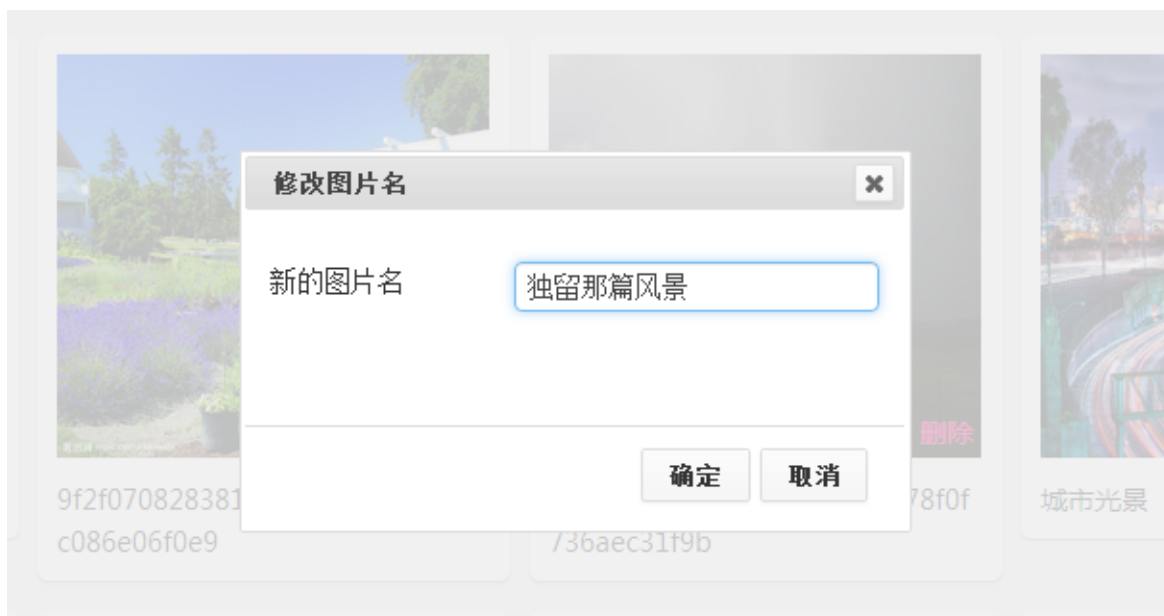 修改图片名
新的图片名
独留那篇风景
删除
确定
取消
9f2f070828381
c086e06f0e9
78f0f
736aec31f9b
城市光景